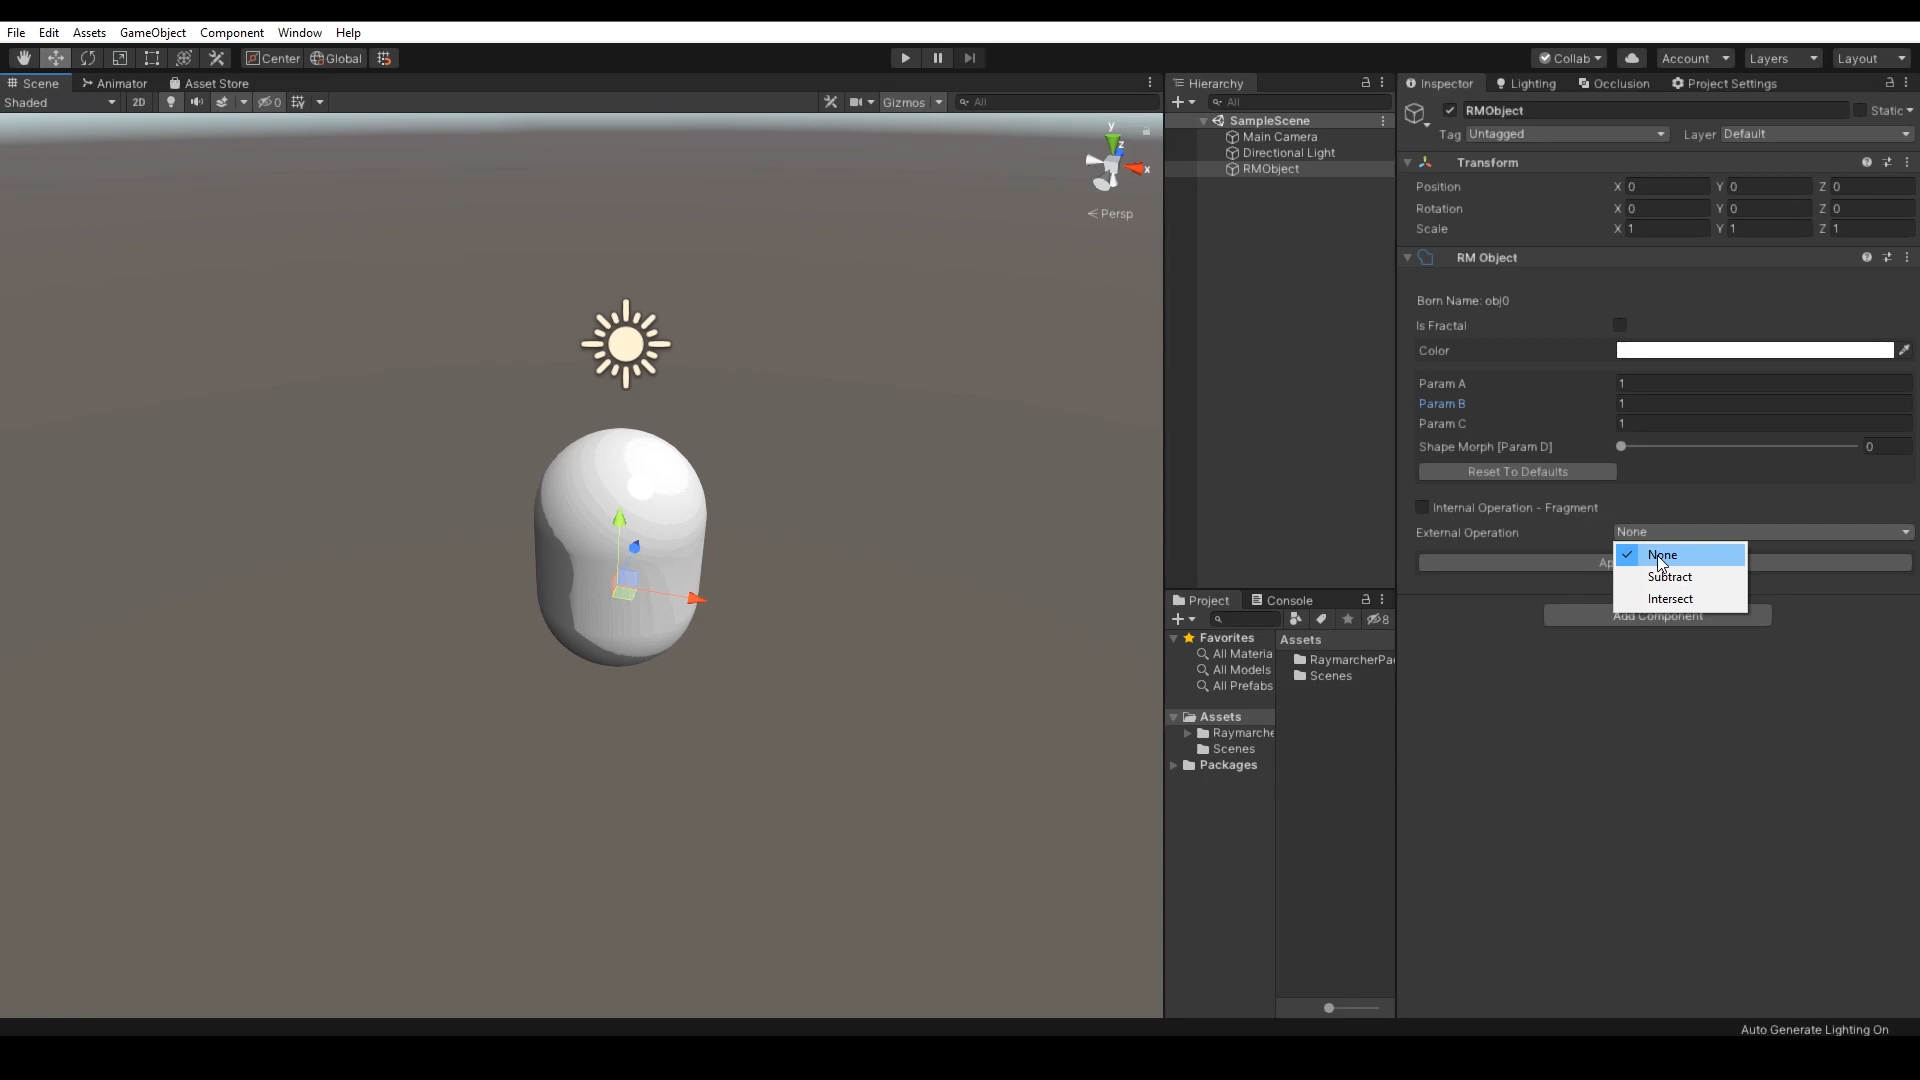 File Edit Assets GameObject Component Window Help
Center Global
Collab Account Layers Layout
Scene Animator Asset Store
Shaded 2D 0 Gizmos All
y
z
x
Persp
Hierarchy
All
SampleScene
Main Camera
Directional Light
RMObject
Project Console
8
Favorites
All Materia
All Models
All Prefabs
Assets
Raymarche
Scenes
Packages
Assets
RaymarcherPac
Scenes
Inspector Lighting Occlusion Project Settings
RMObject Static
Tag Untagged Layer Default
Transform
Position X 0 Y 0 Z 0
Rotation X 0 Y 0 Z 0
Scale X 1 Y 1 Z 1
RM Object
Born Name: obj0
Is Fractal
Color
Param A 1
Param B 1
Param C 1
Shape Morph [Param D] 0
Reset To Defaults
Internal Operation - Fragment
External Operation None
None
Subtract
Intersect
Add Component
Auto Generate Lighting On